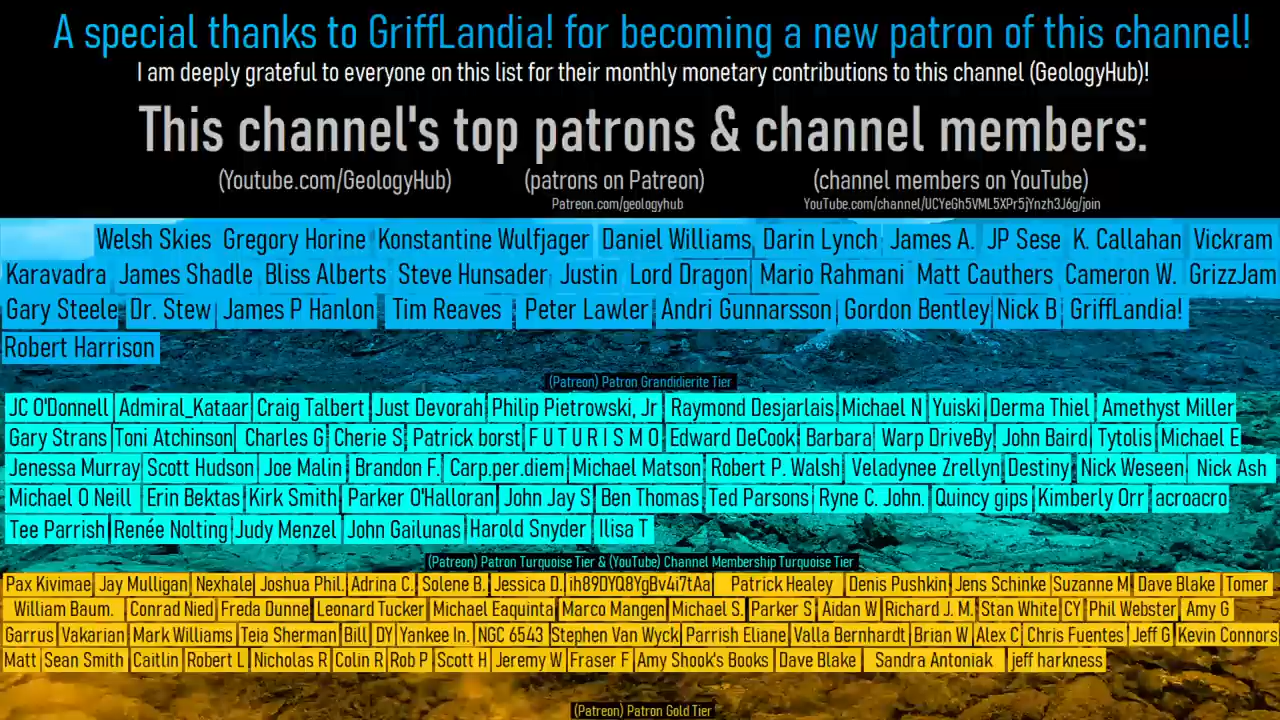 A special thanks to GriffLandia! for becoming a new patron of this channel!
I am deeply grateful to everyone on this list for their monthly monetary contributions to this channel (GeologyHub)!
This channel's top patrons & channel members:
(Youtube.com/GeologyHub) (patrons on Patreon) (channel members on YouTube)
Patreon.com/geologyhub YouTube.com/channel/UCYeGh5VML5XPr5jYnzh3J6g/join
Welsh Skies Gregory Horine Konstantine Wulfjager Daniel Williams Darin Lynch James A. JP Sese K. Callahan Vickram
Karavadra James Shadle Bliss Alberts Steve Hunsader Justin Lord Dragon Mario Rahmani Matt Cauthers Cameron W. GrizzJam
Gary Steele Dr. Stew James P Hanlon Tim Reaves Peter Lawler Andri Gunnarsson Gordon Bentley Nick B GriffLandia!
Robert Harrison
(Patreon) Patron Grandidierite Tier
JC O'Donnell Admiral_Kataar Craig Talbert Just Devorah Philip Pietrowski, Jr Raymond Desjarlais Michael N Yuiski Derma Thiel Amethyst Miller
Gary Strans Toni Atchinson Charles G Cherie S Patrick borst F U T U R I S M O Edward DeCook Barbara Warp DriveBy John Baird Tytolis Michael E
Jenessa Murray Scott Hudson Joe Malin Brandon F. Carp.per.diem Michael Matson Robert P. Walsh Veladynee Zrellyn Destiny Nick Weseen Nick Ash
Michael O Neill Erin Bektas Kirk Smith Parker O'Halloran John Jay S Ben Thomas Ted Parsons Ryne C. John. Quincy gips Kimberly Orr acroacro
Tee Parrish Renée Nolting Judy Menzel John Gailunas Harold Snyder Ilisa T
(Patreon) Patron Turquoise Tier & (YouTube) Channel Membership Turquoise Tier
Pax Kivimae Jay Mulligan Nexhale Joshua Phil Adrina C. Solene B. Jessica D. ih89DYQ8YgBv4i7tAa Patrick Healey Denis Pushkin Jens Schinke Suzanne M Dave Blake Tomer
William Baum. Conrad Nied Freda Dunne Leonard Tucker Michael Eaquinta Marco Mangen Michael S. Parker S Aidan W Richard J. M. Stan White CY Phil Webster Amy G
Garrus Vakarian Mark Williams Teia Sherman Bill DY Yankee In. NGC 6543 Stephen Van Wyck Parrish Eliane Valla Bernhardt Brian W Alex C Chris Fuentes Jeff G Kevin Connors
Matt Sean Smith Caitlin Robert L Nicholas R Colin R Rob P Scott H Jeremy W Fraser F Amy Shook's Books Dave Blake Sandra Antoniak jeff harkness
(Patreon) Patron Gold Tier